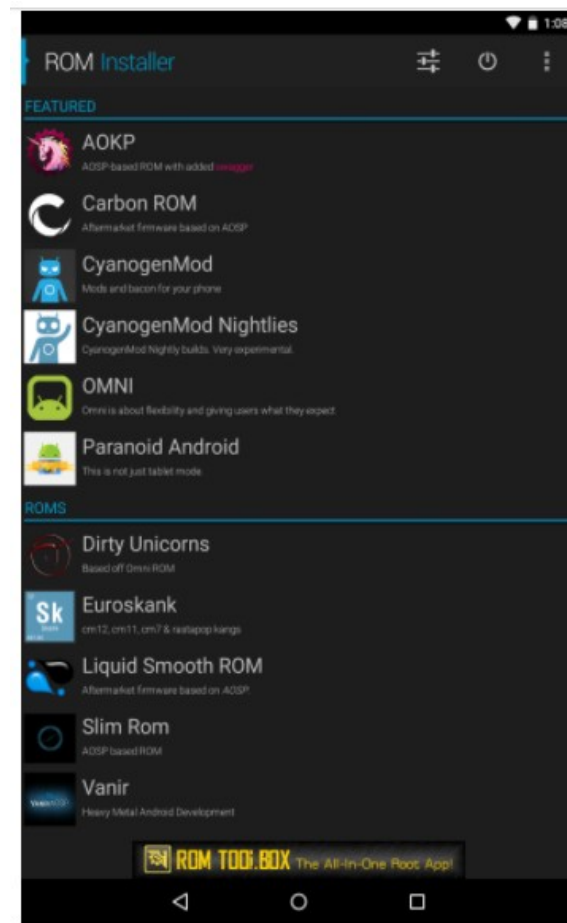 1:08
ROM Installer
FEATURED
AOKP
AOSP-based ROM with added swagger
Carbon ROM
Aftermarket firmware based on AOSP
CyanogenMod
Mods and bacon for your phone
CyanogenMod Nightlies
CyanogenMod Nightly builds. Very experimental.
OMNI
Omni is about flexibility and giving users what they expect
Paranoid Android
This is not just tablet mode.
ROMS
Dirty Unicorns
Based off Omni ROM
Sk
Euroskank
cm12, cm11, cm7 & rastapop kangs
Liquid Smooth ROM
Aftermarket firmware based on AOSP.
Slim Rom
AOSP based ROM
VanirAOSP
Vanir
Heavy Metal Android Development
ROM TOOLBOX The All-In-One Root App!